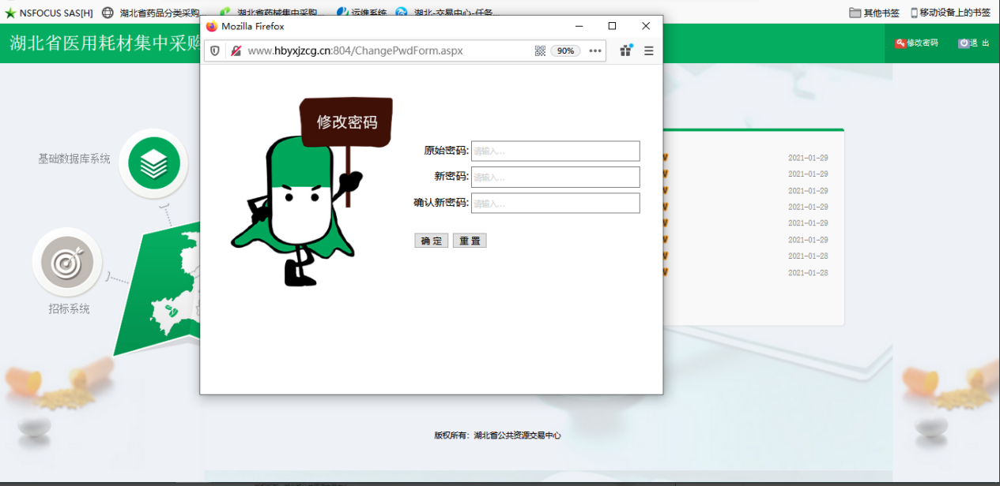 NSFOCUS SAS[H] 湖北省药品分类采购... 湖北省药械集中采购... 运维系统 湖北-交易中心-任务... 其他书签 移动设备上的书签
Mozilla Firefox
湖北省医用耗材集中采购
修改密码 退 出
www.hbyxjzcg.cn:804/ChangePwdForm.aspx 90%
修改密码
原始密码: 请输入...
新密码: 请输入...
确认新密码: 请输入...
确 定 重 置
基础数据库系统
招标系统
2021-01-29
2021-01-29
2021-01-29
2021-01-29
2021-01-29
2021-01-29
2021-01-28
2021-01-28
版权所有：湖北省公共资源交易中心